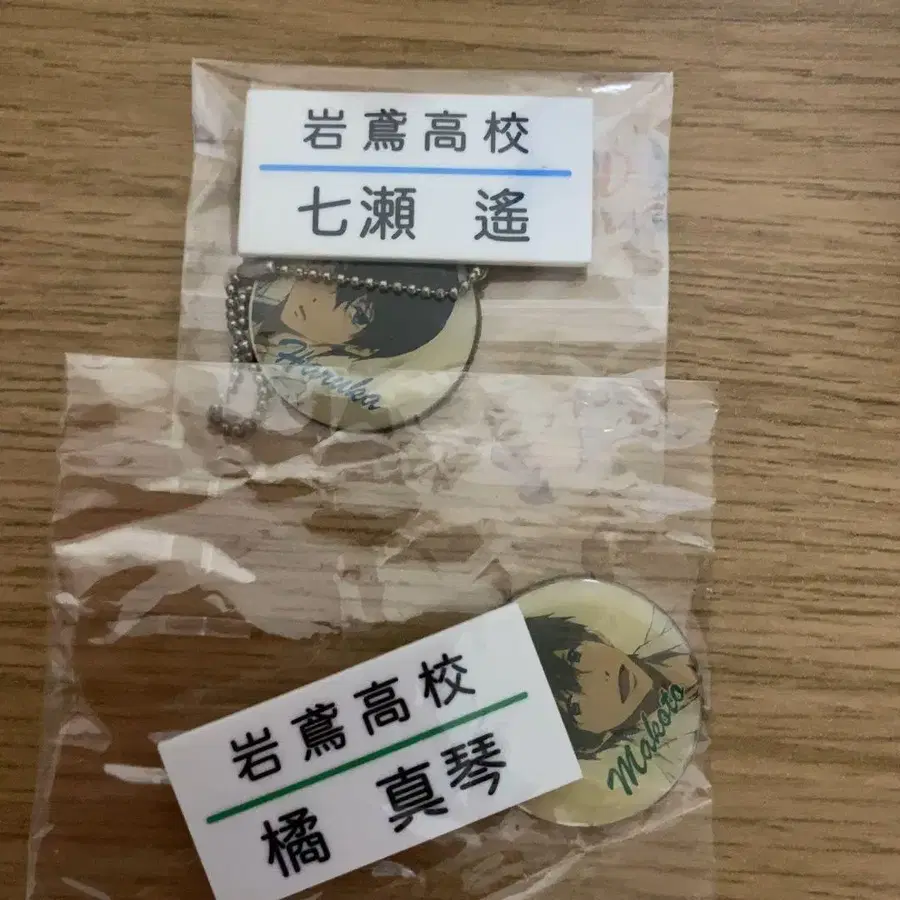 岩鳶高校
七瀬 遙
Haruka
岩鳶高校
橘 真琴
Makoto